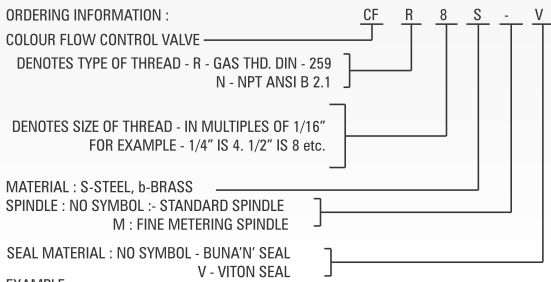 ORDERING INFORMATION : CF R 8 S - V
COLOUR FLOW CONTROL VALVE
DENOTES TYPE OF THREAD - R - GAS THD. DIN - 259
N - NPT ANSI B 2.1
DENOTES SIZE OF THREAD - IN MULTIPLES OF 1/16”
FOR EXAMPLE - 1/4” IS 4. 1/2” IS 8 etc.
MATERIAL : S-STEEL, b-BRASS
SPINDLE : NO SYMBOL :- STANDARD SPINDLE
M : FINE METERING SPINDLE
SEAL MATERIAL : NO SYMBOL - BUNA'N' SEAL
V - VITON SEAL
EXAMPLE